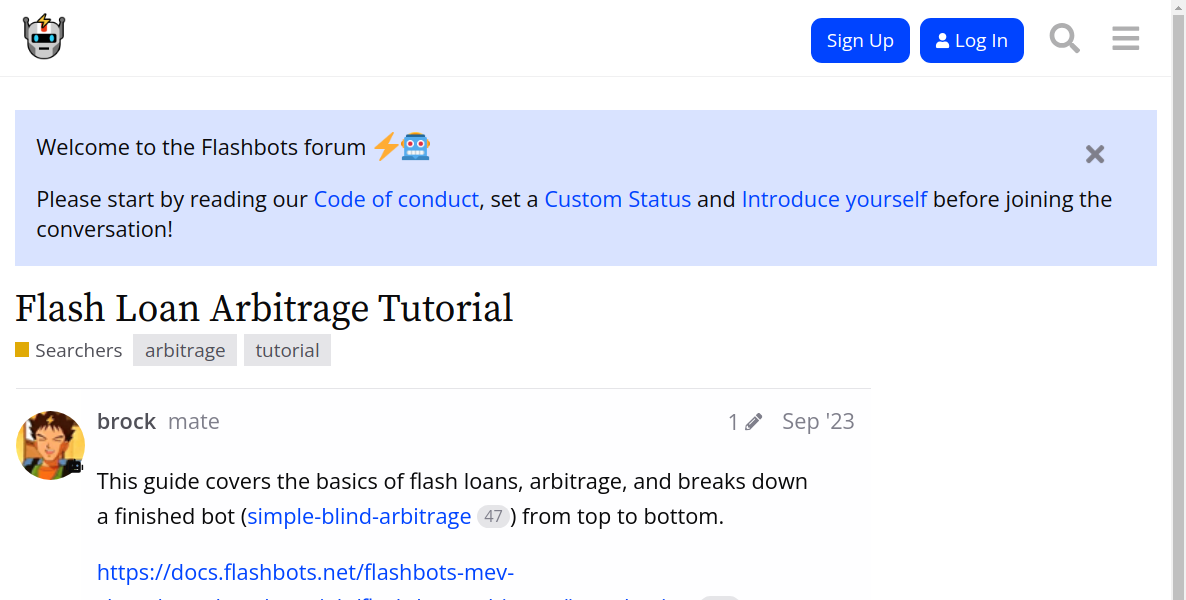 Sign Up
Log In
Welcome to the Flashbots forum
Please start by reading our Code of conduct, set a Custom Status and Introduce yourself before joining the
conversation!
Flash Loan Arbitrage Tutorial
Searchers arbitrage tutorial
brock mate 1 Sep '23
This guide covers the basics of flash loans, arbitrage, and breaks down
a finished bot (simple-blind-arbitrage 47) from top to bottom.
https://docs.flashbots.net/flashbots-mev-